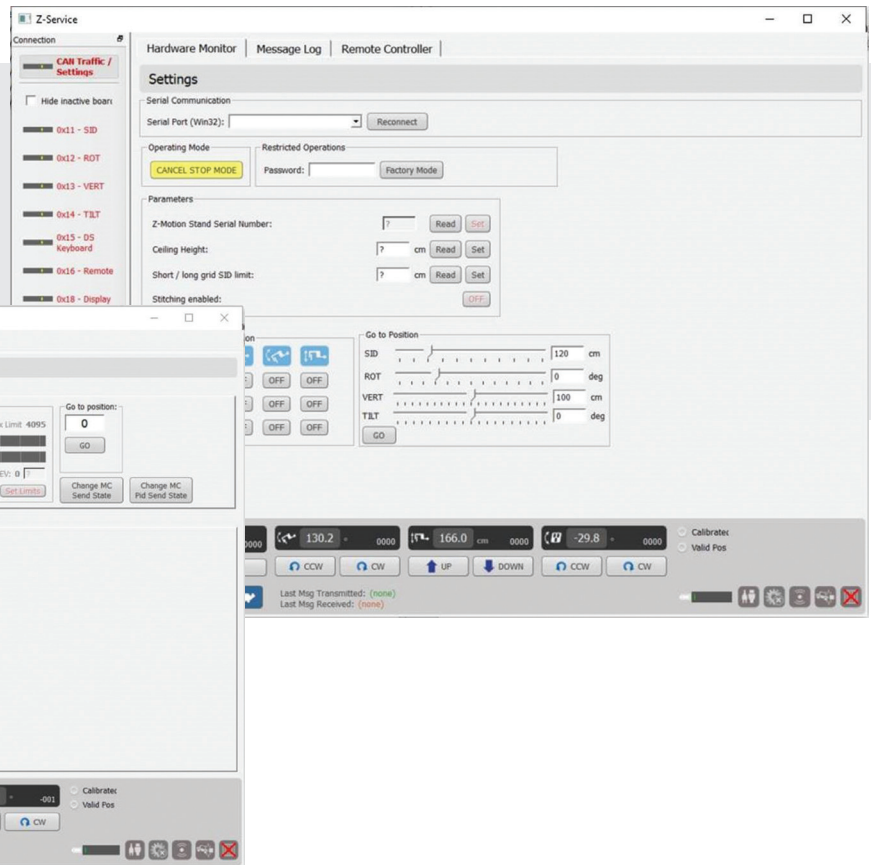 Z-Service
Connection
CAN Traffic /
Settings
Hide inactive boar
0x11 - SID
0x12 - ROT
0x13 - VERT
0x14 - TILT
0x15 - DS
Keyboard
0x16 - Remote
0x18 - Display
Hardware Monitor
Message Log
Remote Controller
Settings
Serial Communication
Serial Port (Win32):
Reconnect
Operating Mode
CANCEL STOP MODE
Restricted Operations
Password:
Factory Mode
Parameters
Z-Motion Stand Serial Number: ? Read Set
Ceiling Height: ? cm Read Set
Short / long grid SID limit: ? cm Read Set
Stitching enabled: OFF
on
OFF OFF
OFF OFF
OFF OFF
Go to Position
SID 120 cm
ROT 0 deg
VERT 100 cm
TILT 0 deg
GO
0000 130.2 ° 0000 166.0 cm 0000 -29.8 ° 0000
CCW CW UP DOWN CCW CW
Calibratec
Valid Pos
Last Msg Transmitted: (none)
Last Msg Received: (none)
x Limit 4095
EV: 0 ?
Set Limits
Go to position:
0
GO
Change MC
Send State
Change MC
Pid Send State
° -001
CW
Calibratec
Valid Pos